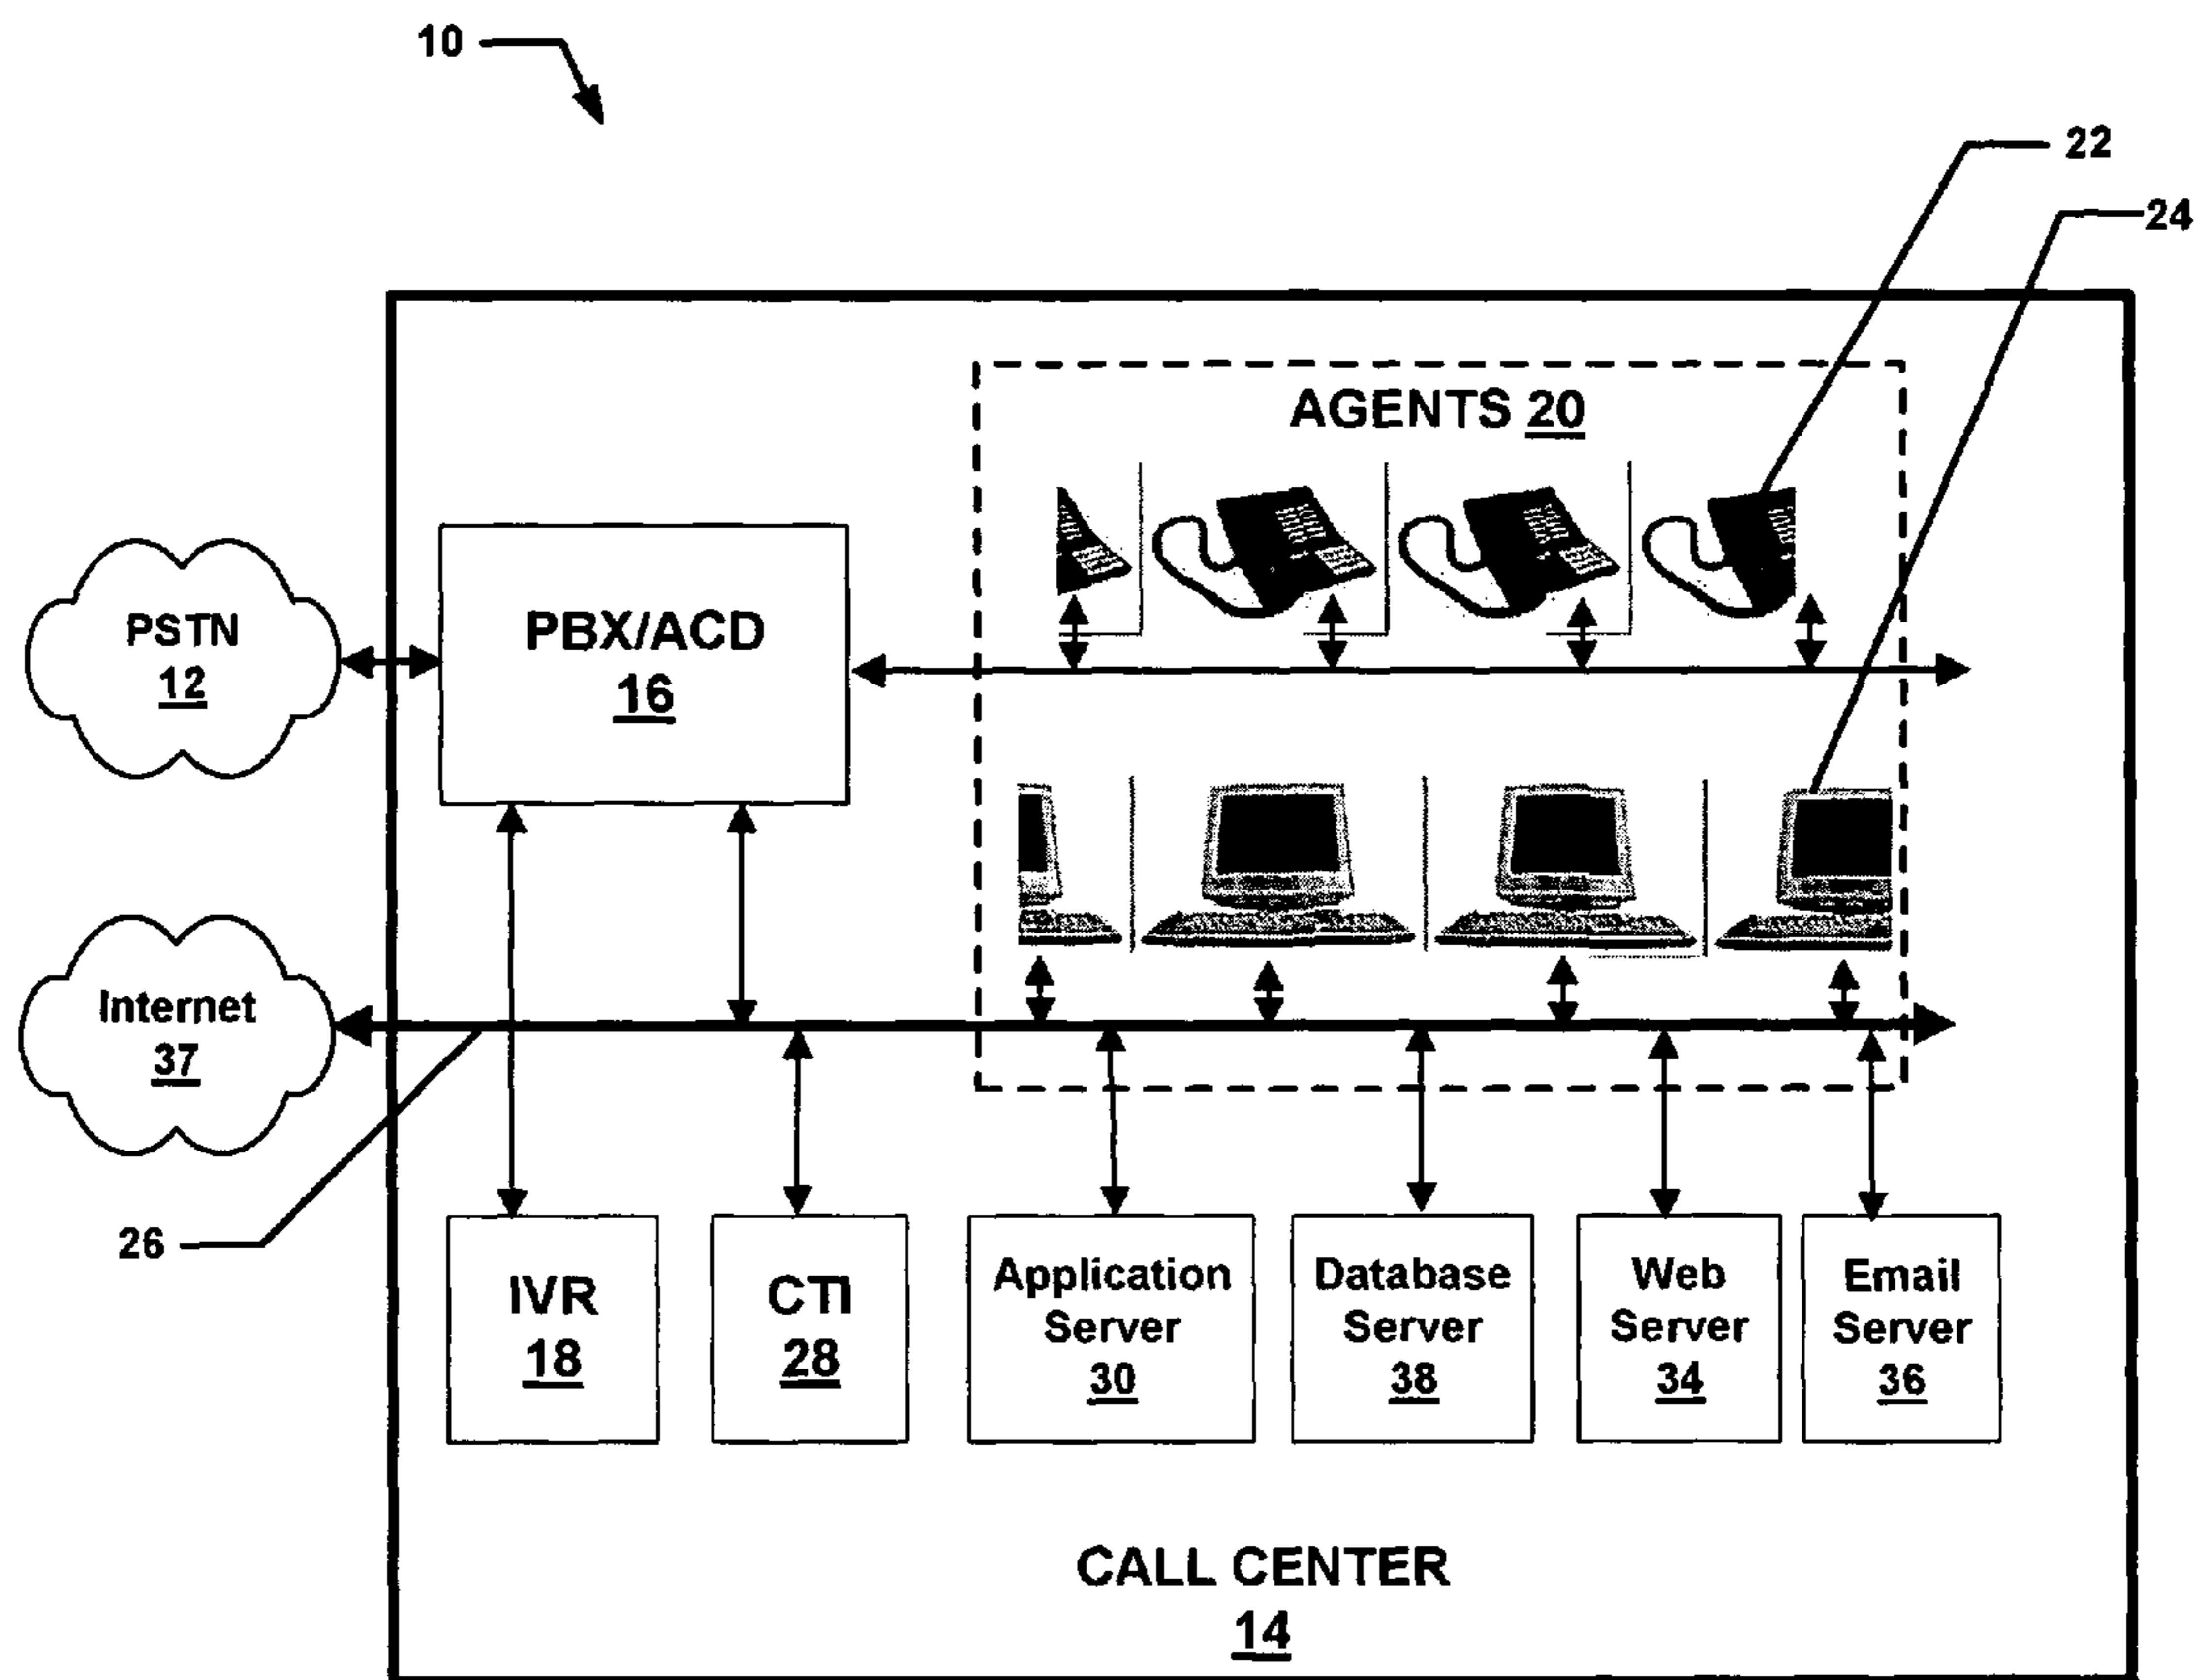 10
22
24
AGENTS 20
PSTN
12
PBX/ACD
16
Internet
37
26
IVR
18
CTI
28
Application
Server
30
Database
Server
38
Web
Server
34
Email
Server
36
CALL CENTER
14